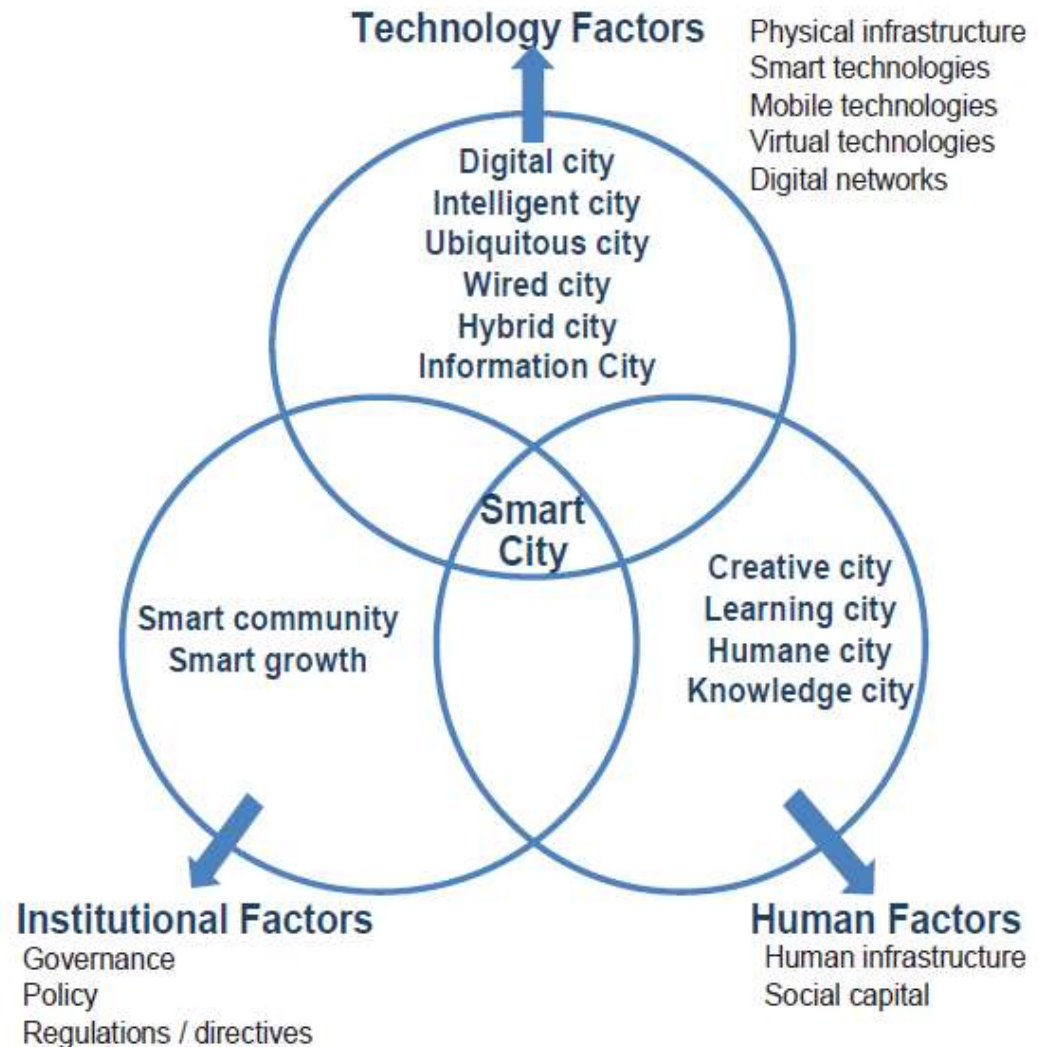 Technology Factors
Physical infrastructure
Smart technologies
Mobile technologies
Virtual technologies
Digital networks
Digital city
Intelligent city
Ubiquitous city
Wired city
Hybrid city
Information City
Smart
City
Smart community
Smart growth
Creative city
Learning city
Humane city
Knowledge city
Institutional Factors
Governance
Policy
Regulations / directives
Human Factors
Human infrastructure
Social capital